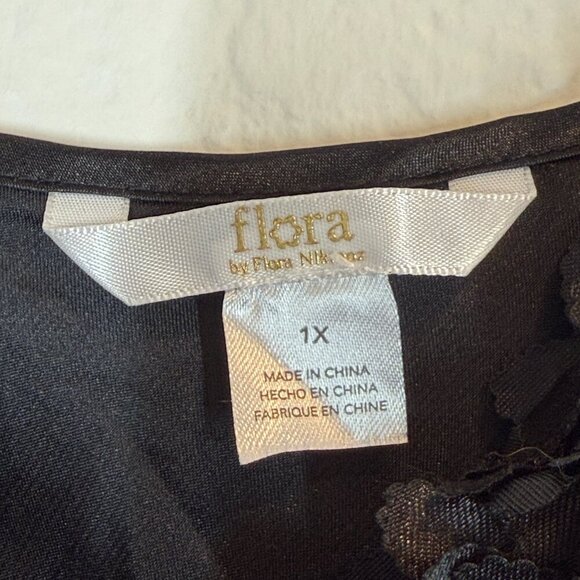 flora
by Flora
1X
MADE IN CHINA
HECHO EN CHINA
FABRIQUE EN CHINE